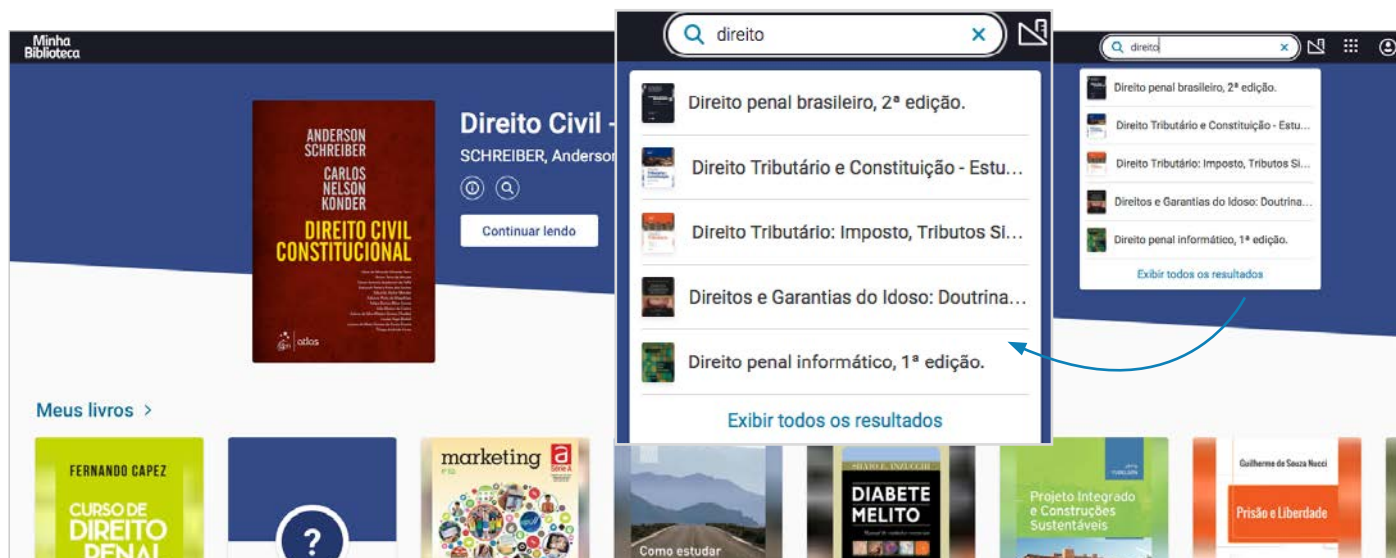 Minha
Biblioteca
direito
Direito penal brasileiro, 2ª edição.
Direito Tributário e Constituição - Estu...
Direito Tributário: Imposto, Tributos Si...
Direitos e Garantias do Idoso: Doutrina...
Direito penal informático, 1ª edição.
Exibir todos os resultados
direito
Direito penal brasileiro, 2ª edição.
Direito Tributário e Constituição - Estu...
Direito Tributário: Imposto, Tributos Si...
Direitos e Garantias do Idoso: Doutrina...
Direito penal informático, 1ª edição.
Exibir todos os resultados
ANDERSON
SCHREIBER
CARLOS
NELSON
KONDER
DIREITO CIVIL
CONSTITUCIONAL
atlas
Direito Civil -
SCHREIBER, Anderson
Continuar lendo
Meus livros >
FERNANDO CAPEZ
CURSO DE
DIREITO
PENAL
?
marketing
a
Série A
Como estudar
SILVIO E. INZUCCHI
DIABETE
MELITO
Projeto Integrado
e Construções
Sustentáveis
Guilherme de Souza Nucci
Prisão e Liberdade